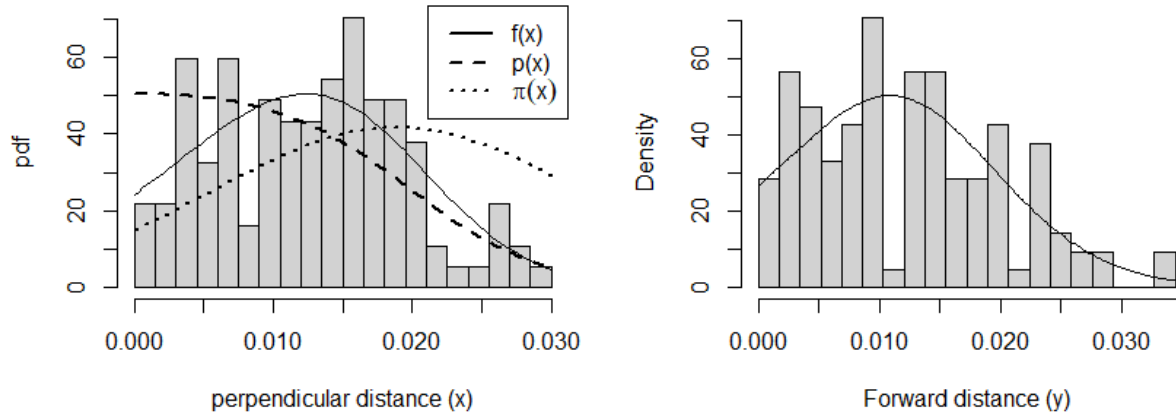 f(x)
p(x)
π(x)
pdf
0 20 40 60
0.000 0.010 0.020 0.030
perpendicular distance (x)
Density
0 20 40 60
0.000 0.010 0.020 0.030
Forward distance (y)